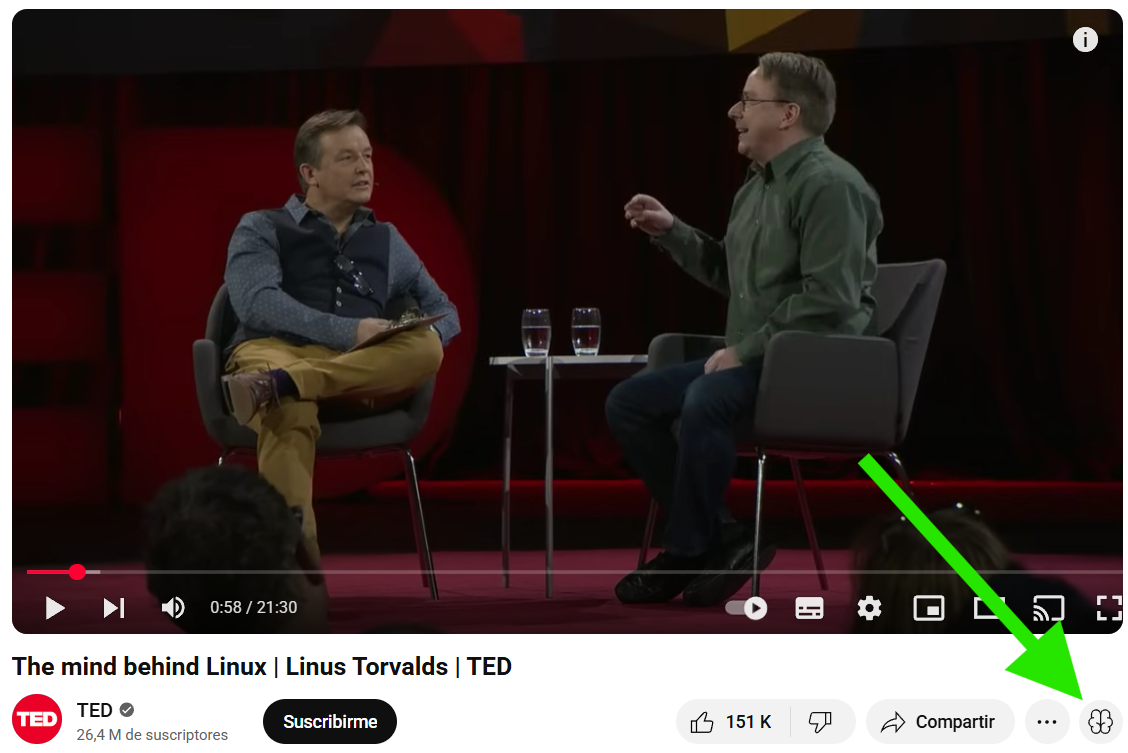 0:58 / 21:30
The mind behind Linux | Linus Torvalds | TED
TED
TED
26,4 M de suscriptores
Suscribirme
151 K
Compartir